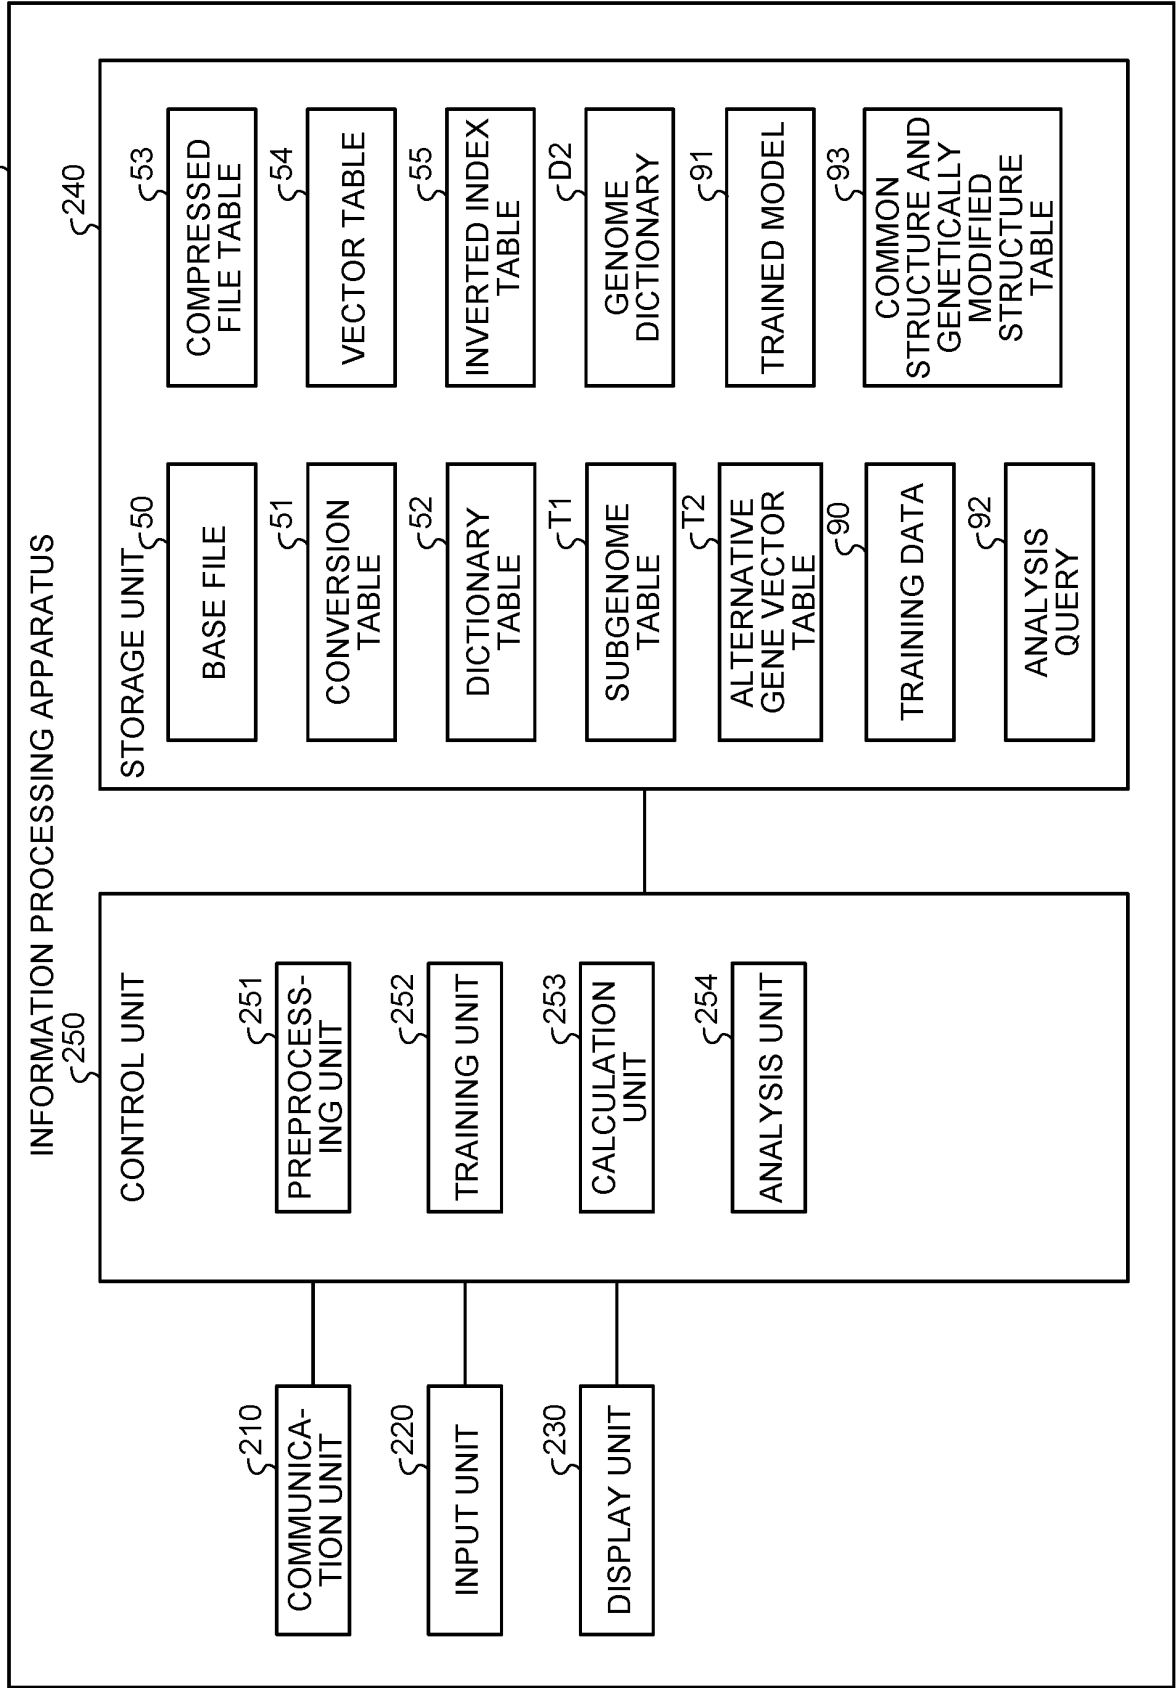 INFORMATION PROCESSING APPARATUS
210
COMMUNICA-
TION UNIT
220
INPUT UNIT
230
DISPLAY UNIT
250
CONTROL UNIT
251
PREPROCESS-
ING UNIT
252
TRAINING UNIT
253
CALCULATION
UNIT
254
ANALYSIS UNIT
240
STORAGE UNIT
50
BASE FILE
51
CONVERSION
TABLE
52
DICTIONARY
TABLE
T1
SUBGENOME
TABLE
T2
ALTERNATIVE
GENE VECTOR
TABLE
90
TRAINING DATA
92
ANALYSIS
QUERY
53
COMPRESSED
FILE TABLE
54
VECTOR TABLE
55
INVERTED INDEX
TABLE
D2
GENOME
DICTIONARY
91
TRAINED MODEL
93
COMMON
STRUCTURE AND
GENETICALLY
MODIFIED
STRUCTURE
TABLE